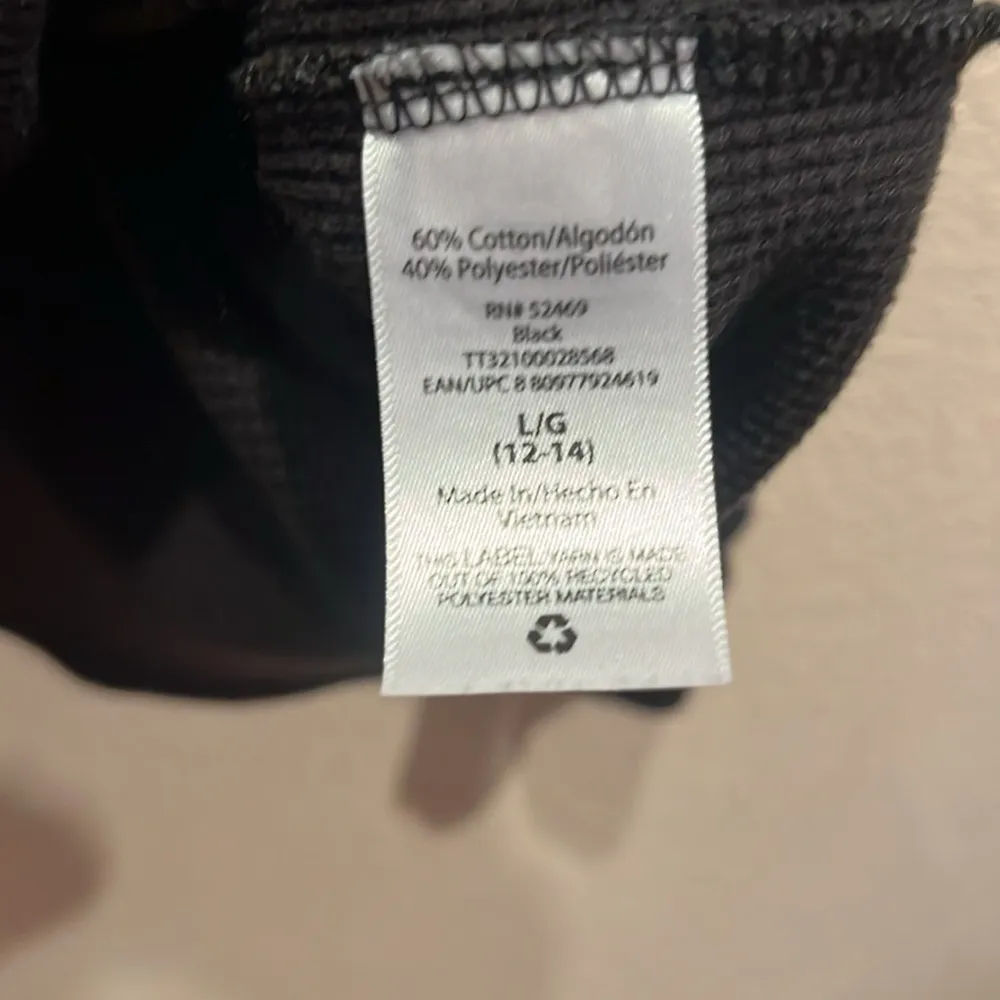 60% Cotton/Algodón
40% Polyester/Poliéster
RN# 52469
Black
TT32100028568
EAN/UPC 8 80977924619
L/G
(12-14)
Made In/Hecho En
Vietnam
THIS LABEL YARN IS MADE
OUT OF 100% RECYCLED
POLYESTER MATERIALS